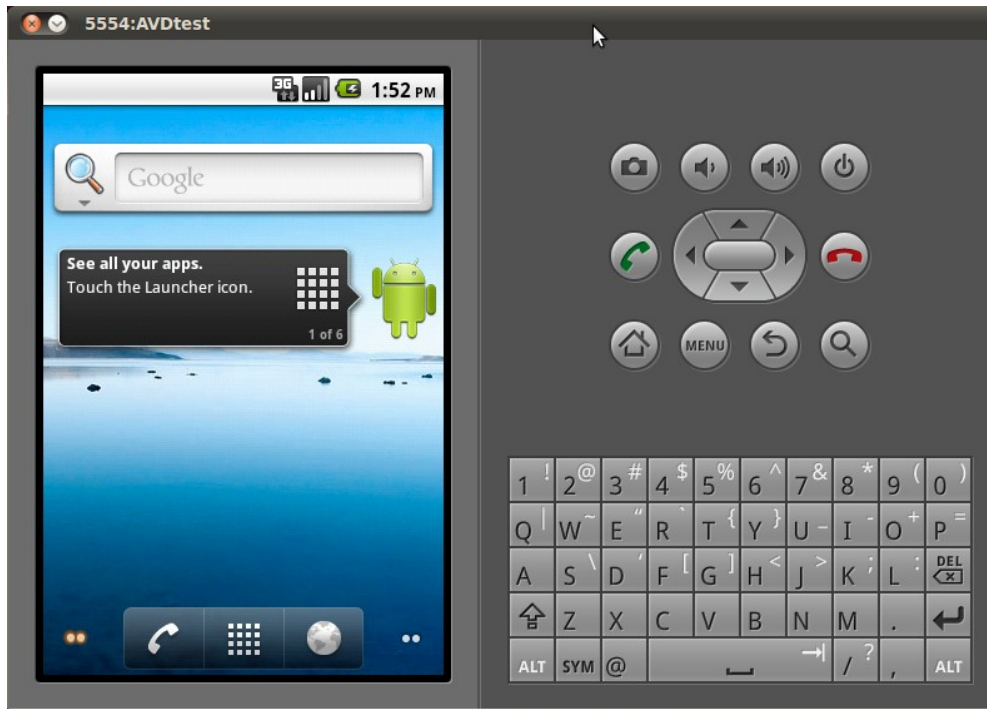 5554:AVDtest
3G 1:52 PM
Google
See all your apps.
Touch the Launcher icon.
1 of 6
MENU
1 ! 2 @ 3 # 4 $ 5 % 6 ^ 7 & 8 * 9 ( 0 )
Q | W ~ E “ R ` T { Y } U _ I - O + P =
A S \ D ‘ F [ G ] H < J > K ; L : DEL
Z X C V B N M .
ALT SYM @ / ? , ALT